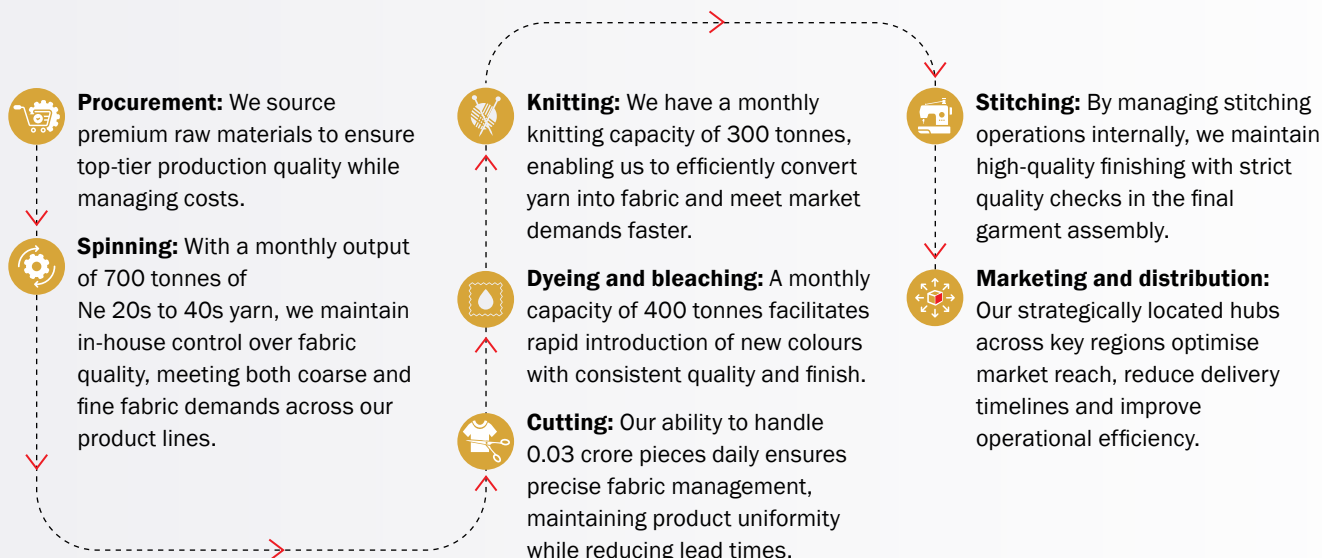 Procurement: We source
premium raw materials to ensure
top-tier production quality while
managing costs.
Spinning: With a monthly output
of 700 tonnes of
Ne 20s to 40s yarn, we maintain
in-house control over fabric
quality, meeting both coarse and
fine fabric demands across our
product lines.
Knitting: We have a monthly
knitting capacity of 300 tonnes,
enabling us to efficiently convert
yarn into fabric and meet market
demands faster.
Dyeing and bleaching: A monthly
capacity of 400 tonnes facilitates
rapid introduction of new colours
with consistent quality and finish.
Cutting: Our ability to handle
0.03 crore pieces daily ensures
precise fabric management,
maintaining product uniformity
while reducing lead times.
Stitching: By managing stitching
operations internally, we maintain
high-quality finishing with strict
quality checks in the final
garment assembly.
Marketing and distribution:
Our strategically located hubs
across key regions optimise
market reach, reduce delivery
timelines and improve
operational efficiency.